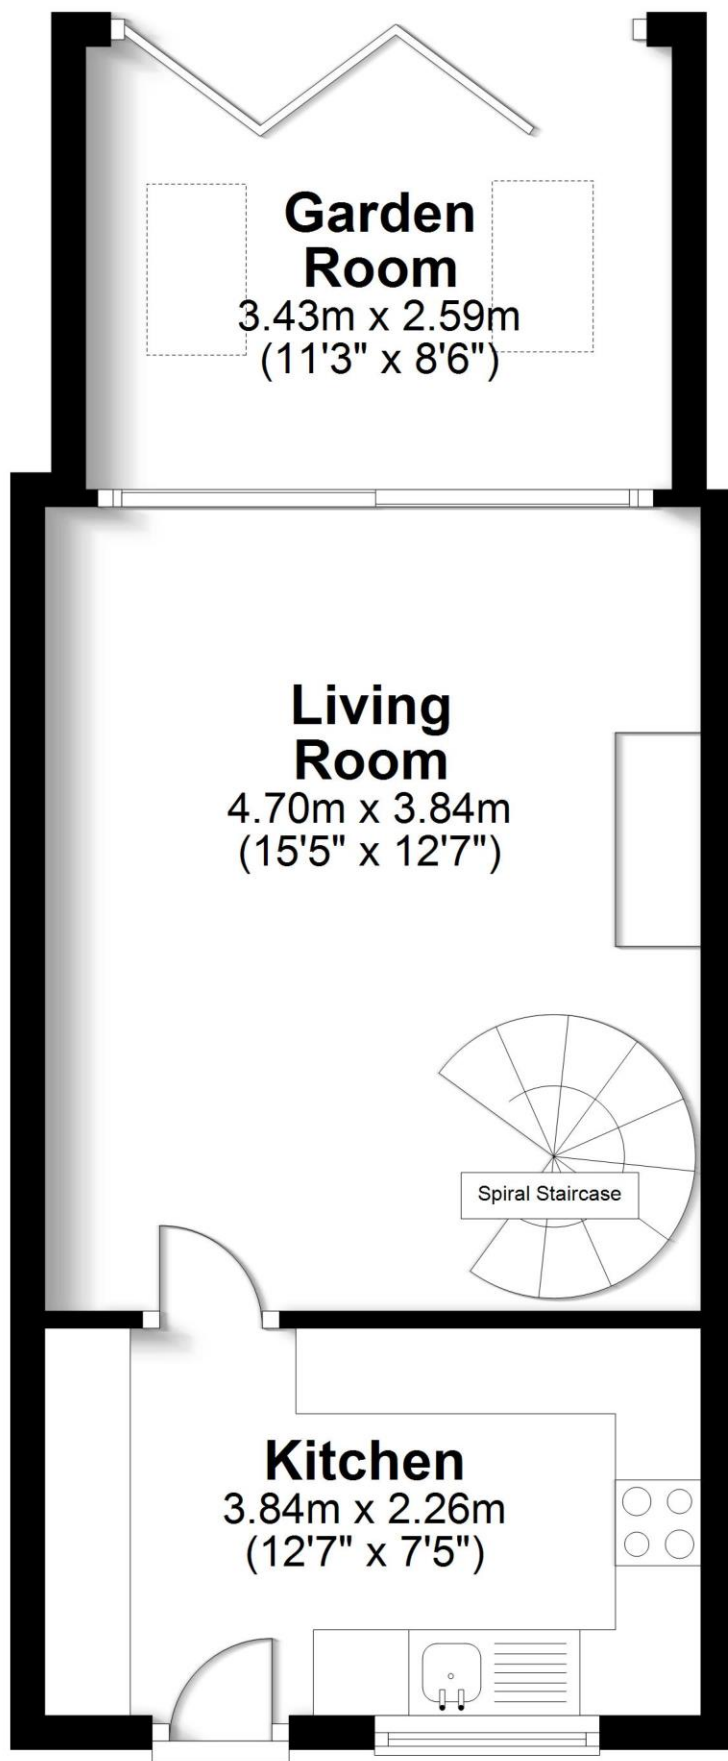 Garden
Room
3.43m x 2.59m
(11'3" x 8'6")
Living
Room
4.70m x 3.84m
(15'5" x 12'7")
Spiral Staircase
Kitchen
3.84m x 2.26m
(12'7" x 7'5")